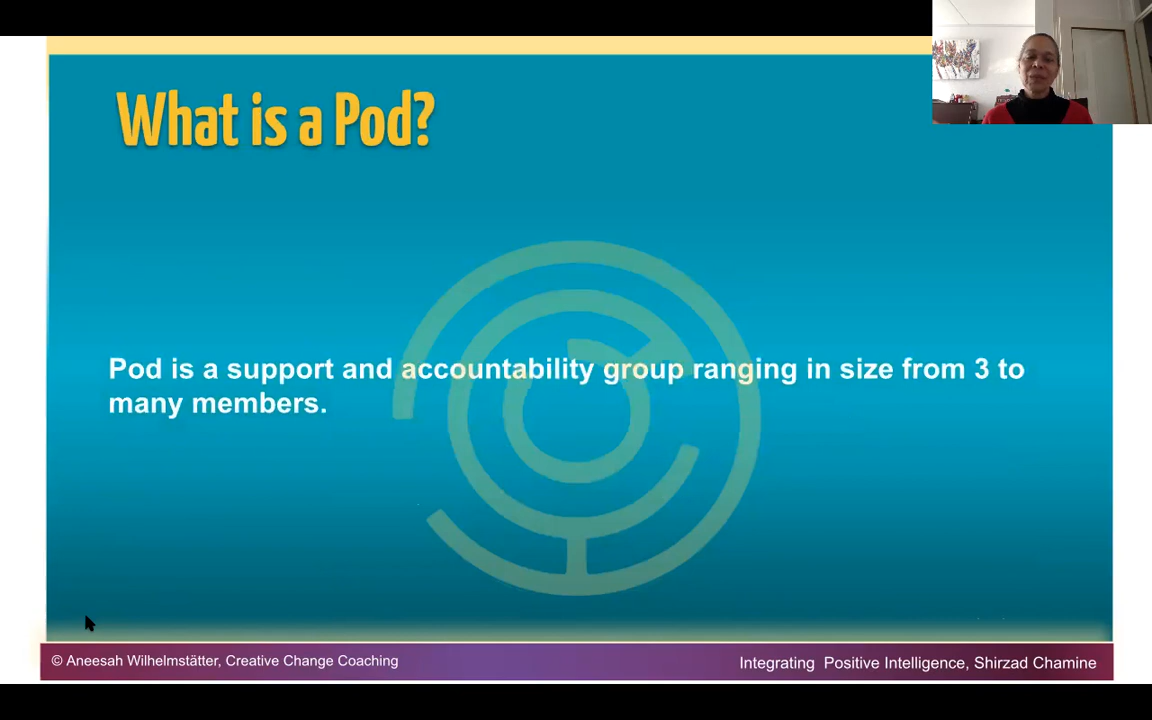 What is a Pod?
Pod is a support and accountability group ranging in size from 3 to
many members.
© Aneesah Wilhelmstätter, Creative Change Coaching
Integrating  Positive Intelligence, Shirzad Chamine